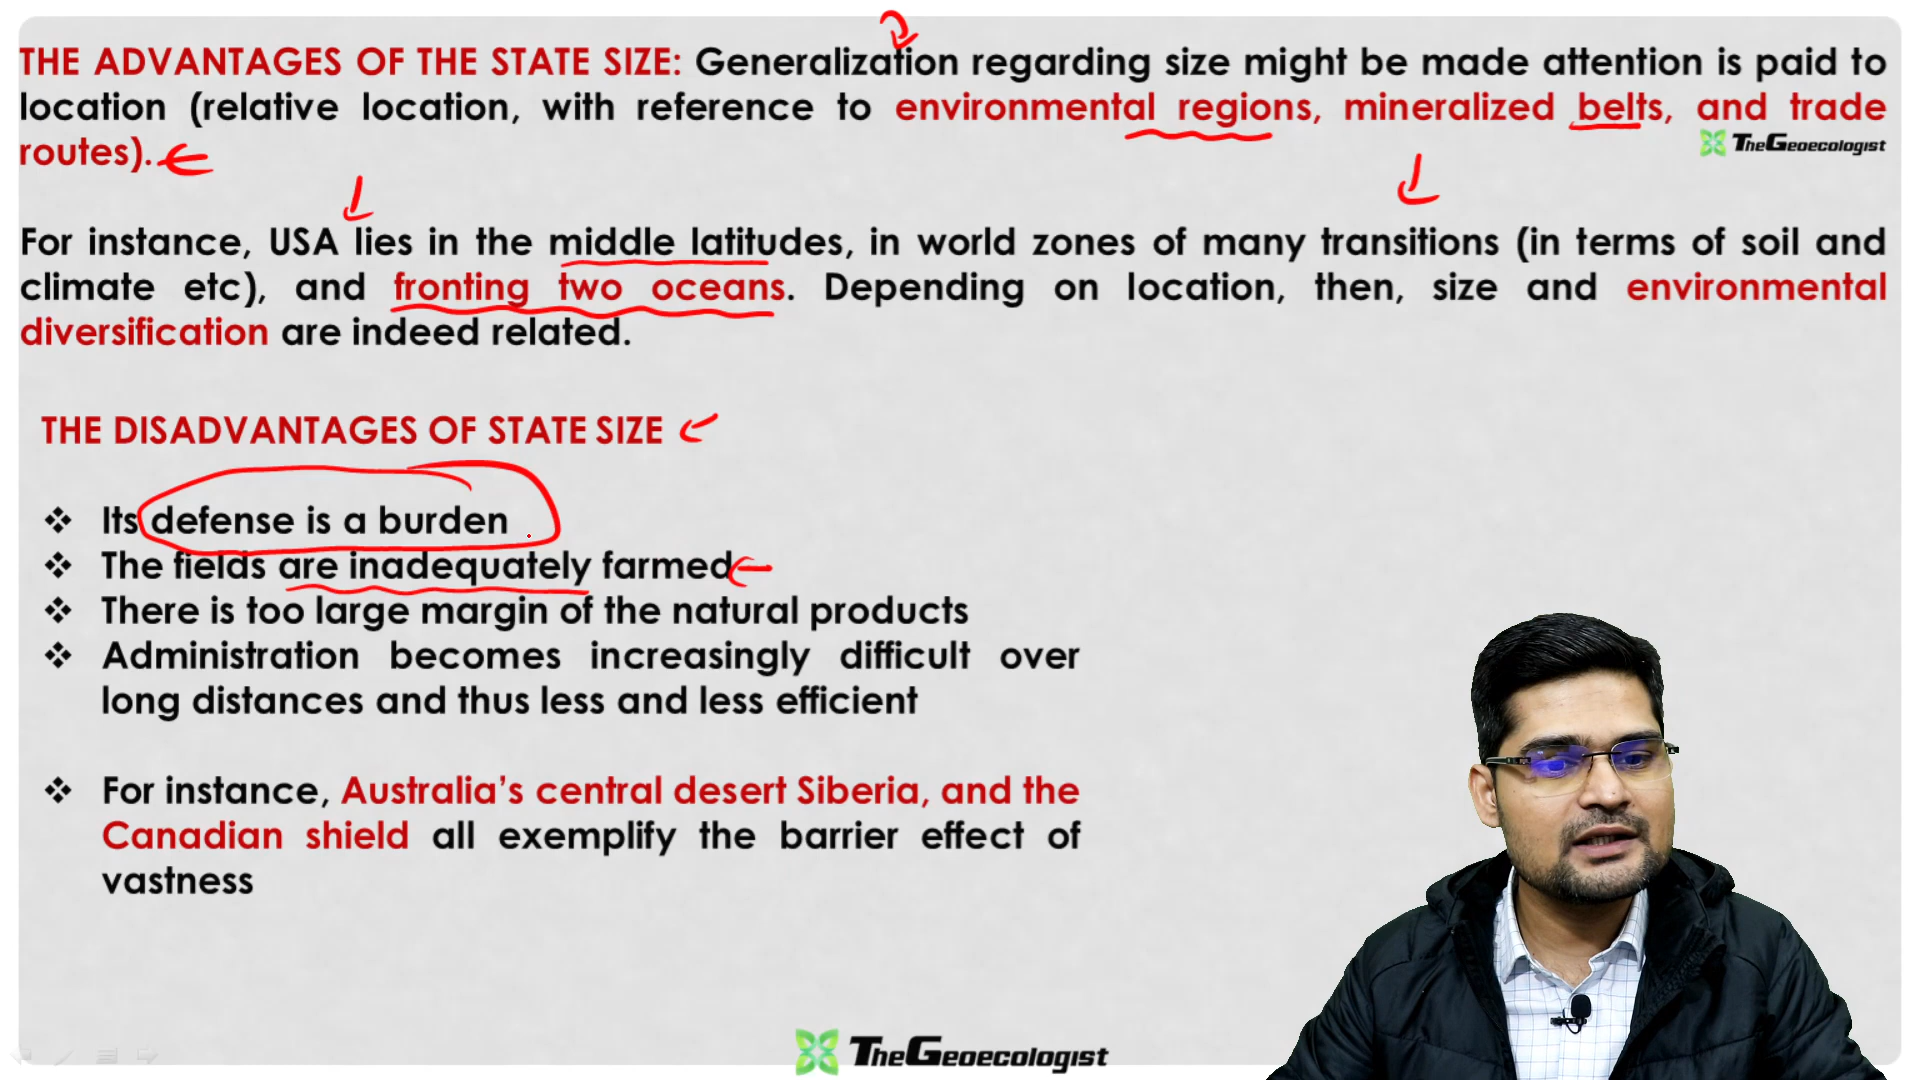 THE ADVANTAGES OF THE STATE SIZE: Generalization regarding size might be made attention is paid to
location (relative location, with reference to environmental regions, mineralized belts, and trade
routes).
TheGeoecologist
For instance, USA lies in the middle latitudes, in world zones of many transitions (in terms of soil and
climate etc), and fronting two oceans. Depending on location, then, size and environmental
diversification are indeed related.
THE DISADVANTAGES OF STATE SIZE
❖ Its defense is a burden
❖ The fields are inadequately farmed
❖ There is too large margin of the natural products
❖ Administration becomes increasingly difficult over
long distances and thus less and less efficient
❖ For instance, Australia’s central desert Siberia, and the
Canadian shield all exemplify the barrier effect of
vastness
TheGeoecologist